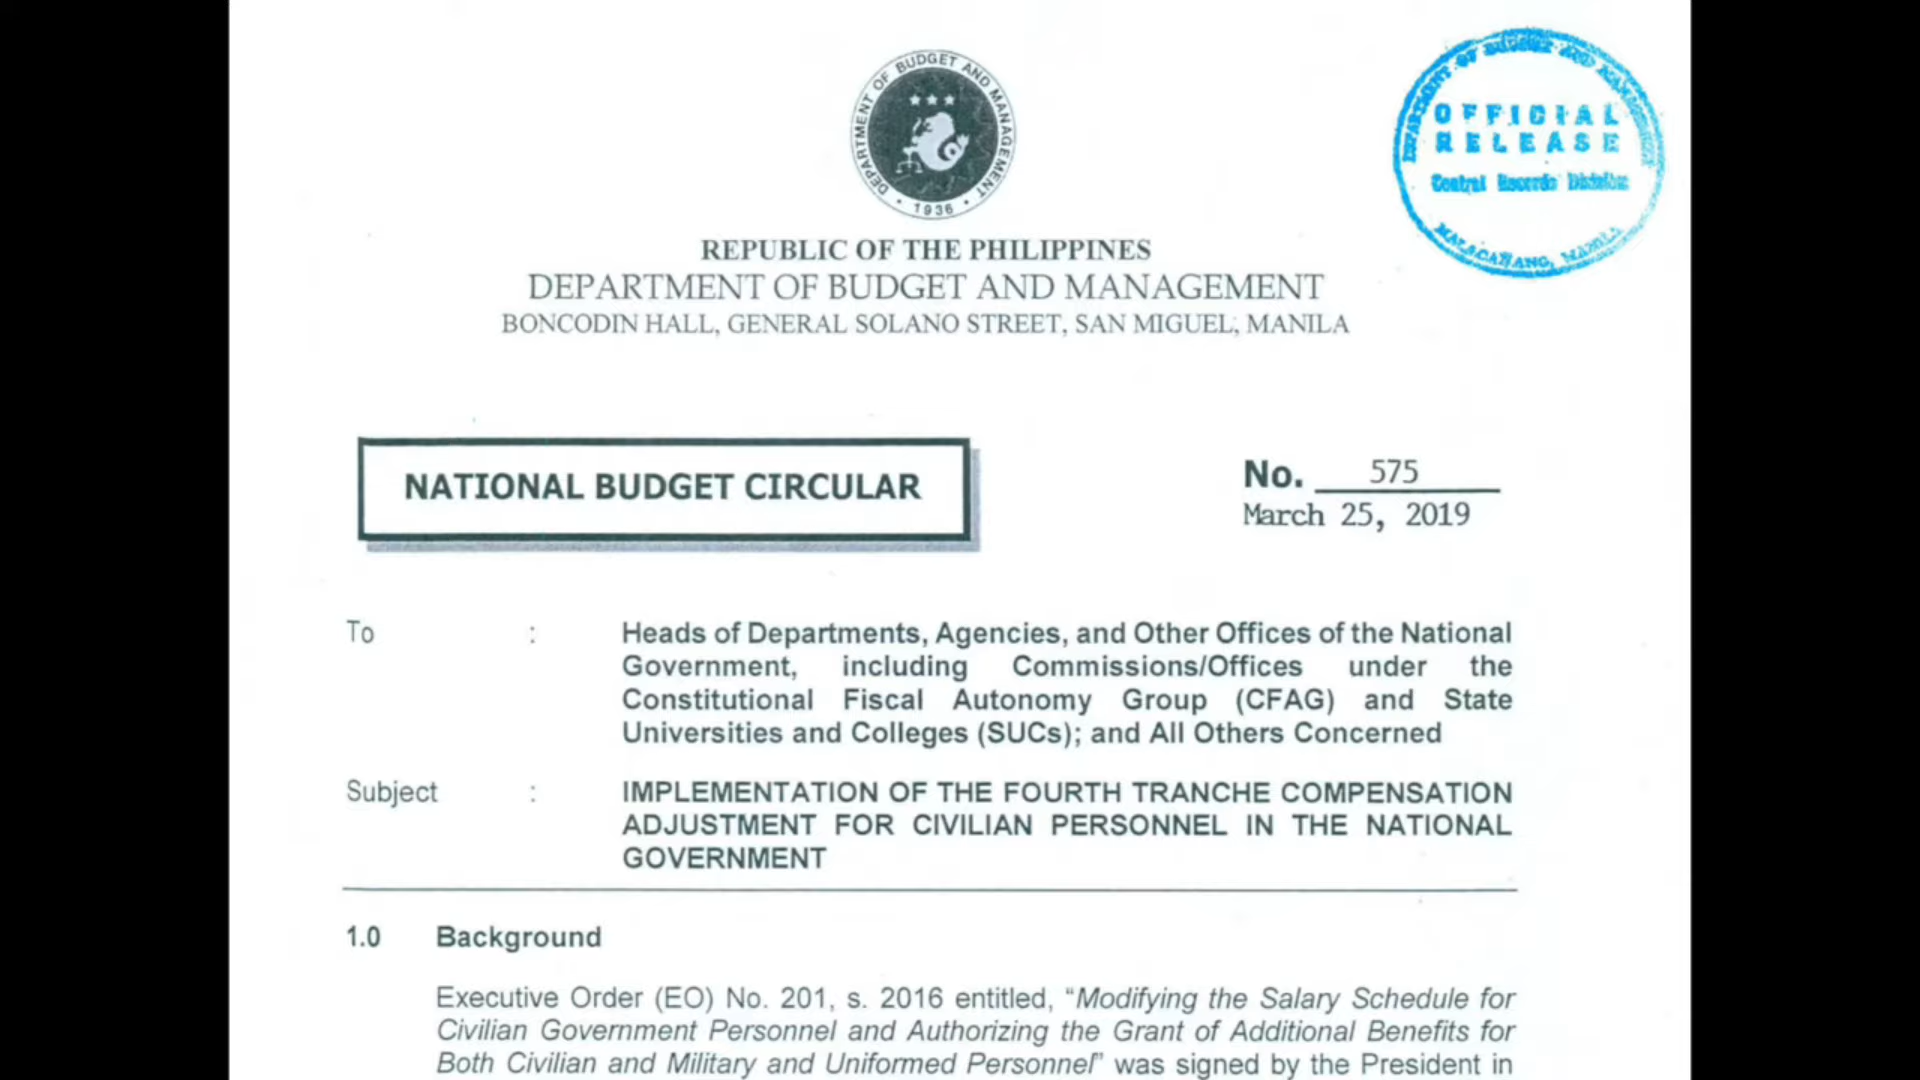 DEPARTMENT OF BUDGET AND MANAGEMENT
• 1936 •
OFFICIAL
RELEASE
Central Records Division
MALACAÑANG, MANILA
REPUBLIC OF THE PHILIPPINES
DEPARTMENT OF BUDGET AND MANAGEMENT
BONCODIN HALL, GENERAL SOLANO STREET, SAN MIGUEL, MANILA
NATIONAL BUDGET CIRCULAR
No. 575
March 25, 2019
To : Heads of Departments, Agencies, and Other Offices of the National
Government, including Commissions/Offices under the
Constitutional Fiscal Autonomy Group (CFAG) and State
Universities and Colleges (SUCs); and All Others Concerned
Subject : IMPLEMENTATION OF THE FOURTH TRANCHE COMPENSATION
ADJUSTMENT FOR CIVILIAN PERSONNEL IN THE NATIONAL
GOVERNMENT
1.0 Background
Executive Order (EO) No. 201, s. 2016 entitled, “Modifying the Salary Schedule for
Civilian Government Personnel and Authorizing the Grant of Additional Benefits for
Both Civilian and Military and Uniformed Personnel” was signed by the President in